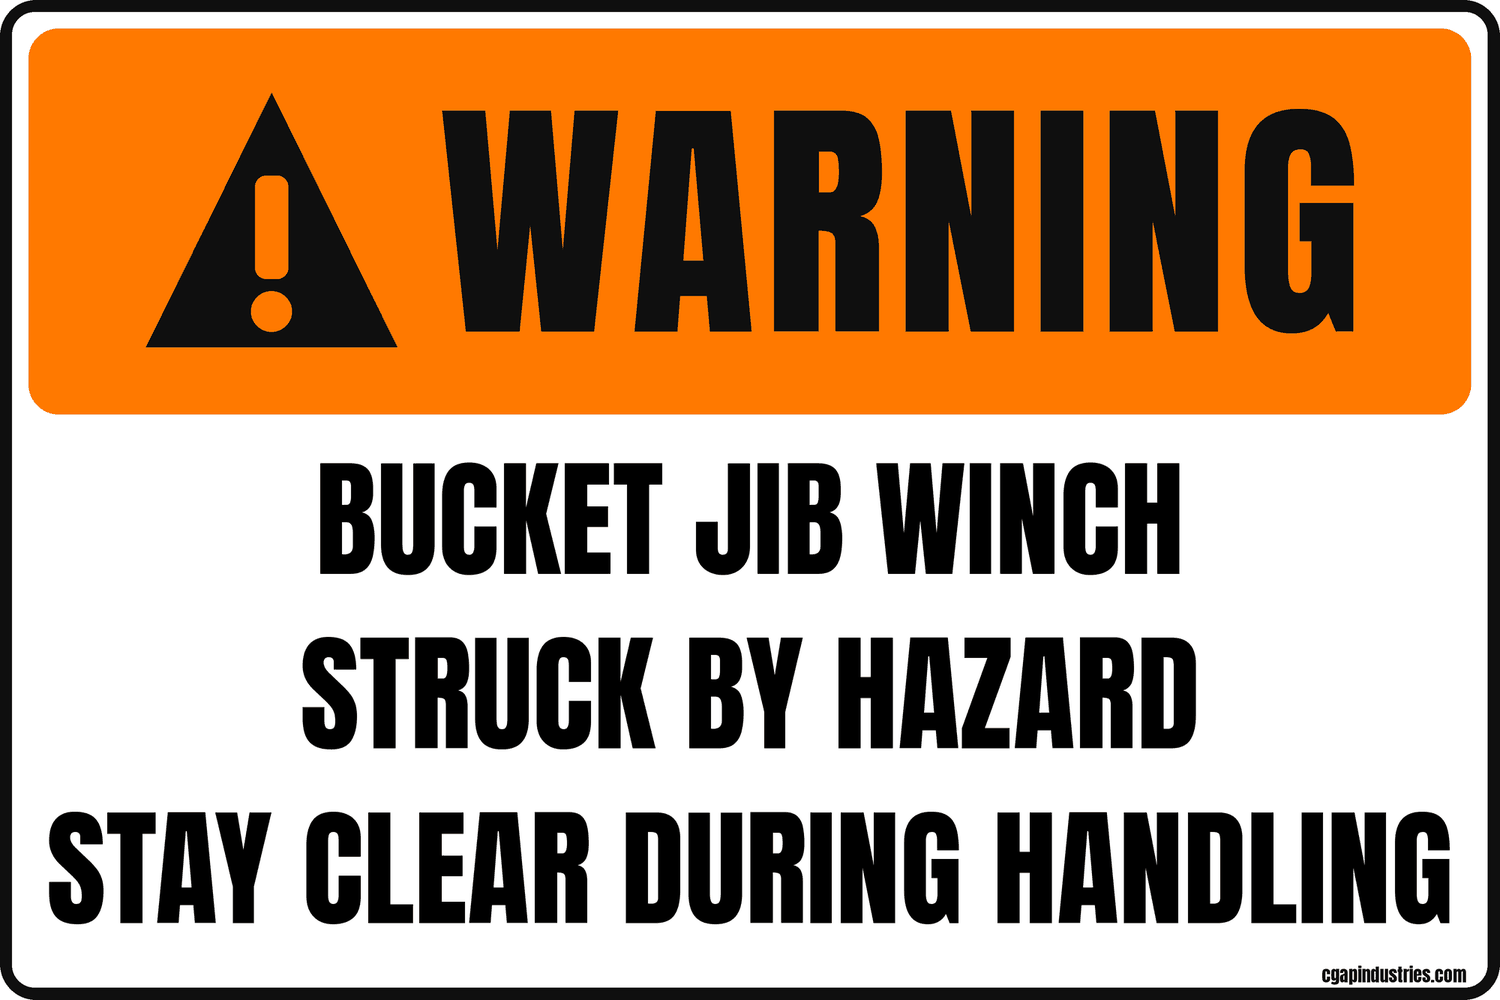 WARNING
BUCKET JIB WINCH
STRUCK BY HAZARD
STAY CLEAR DURING HANDLING
cgapindustries.com